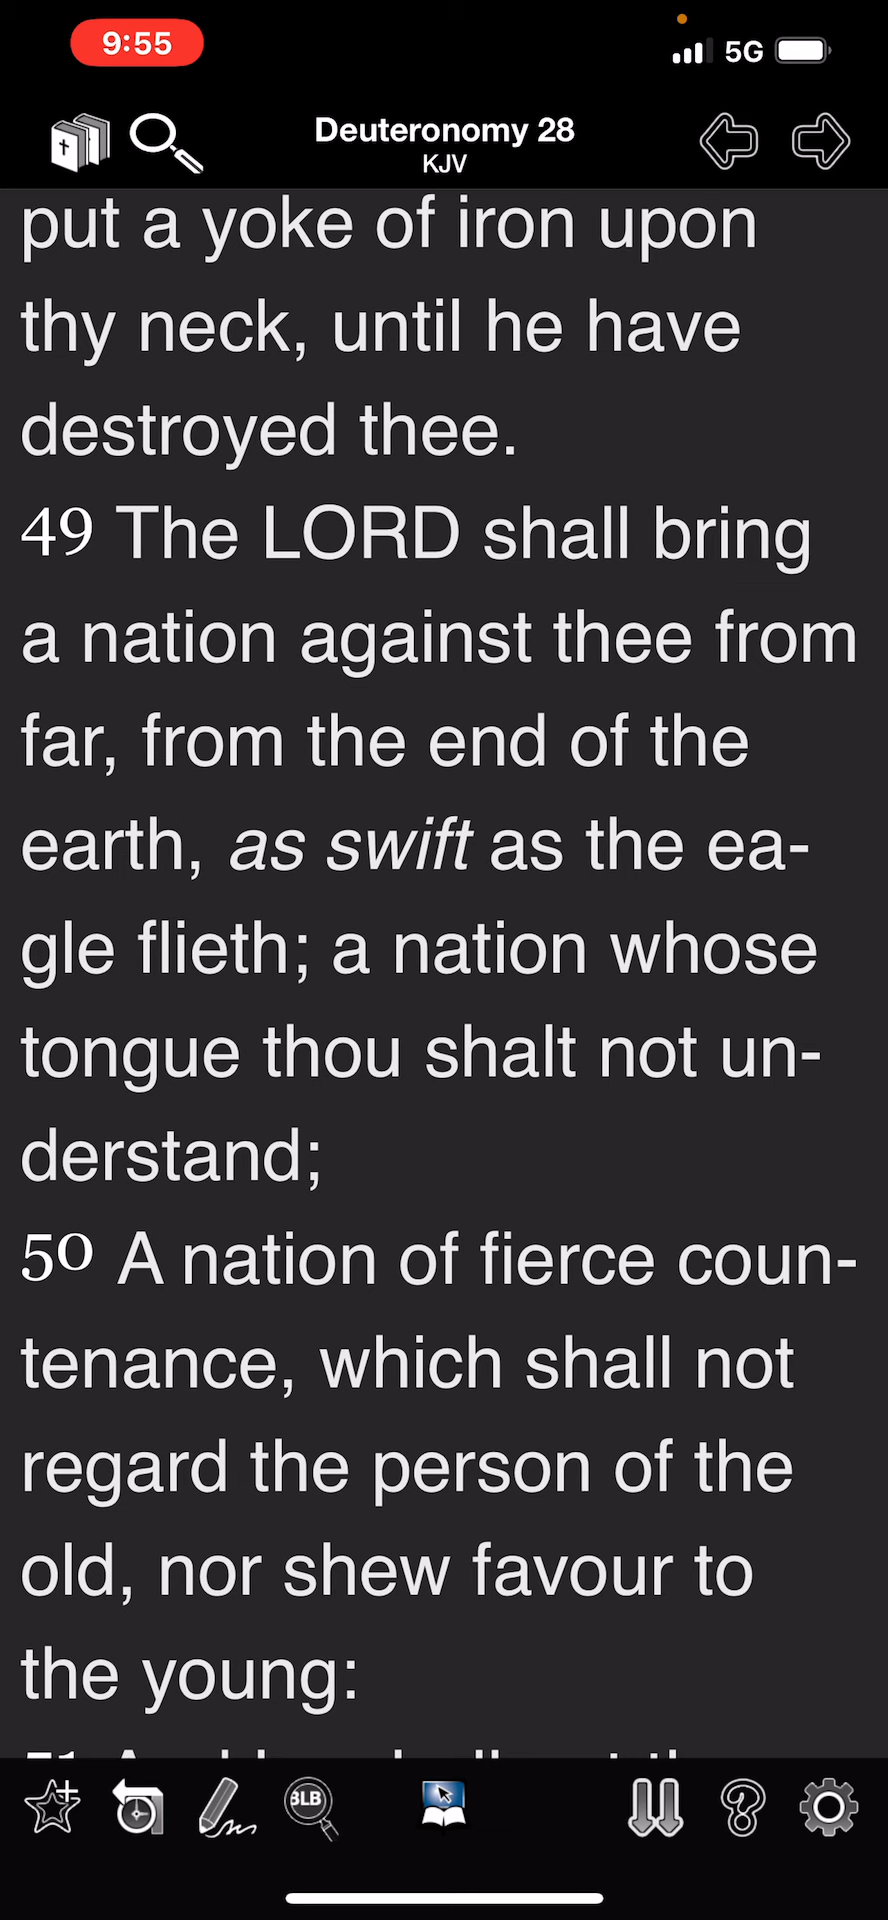 9:55
5G
Deuteronomy 28
KJV
put a yoke of iron upon
thy neck, until he have
destroyed thee.
49 The LORD shall bring
a nation against thee from
far, from the end of the
earth, as swift as the ea-
gle flieth; a nation whose
tongue thou shalt not un-
derstand;
50 A nation of fierce coun-
tenance, which shall not
regard the person of the
old, nor shew favour to
the young:
BLB